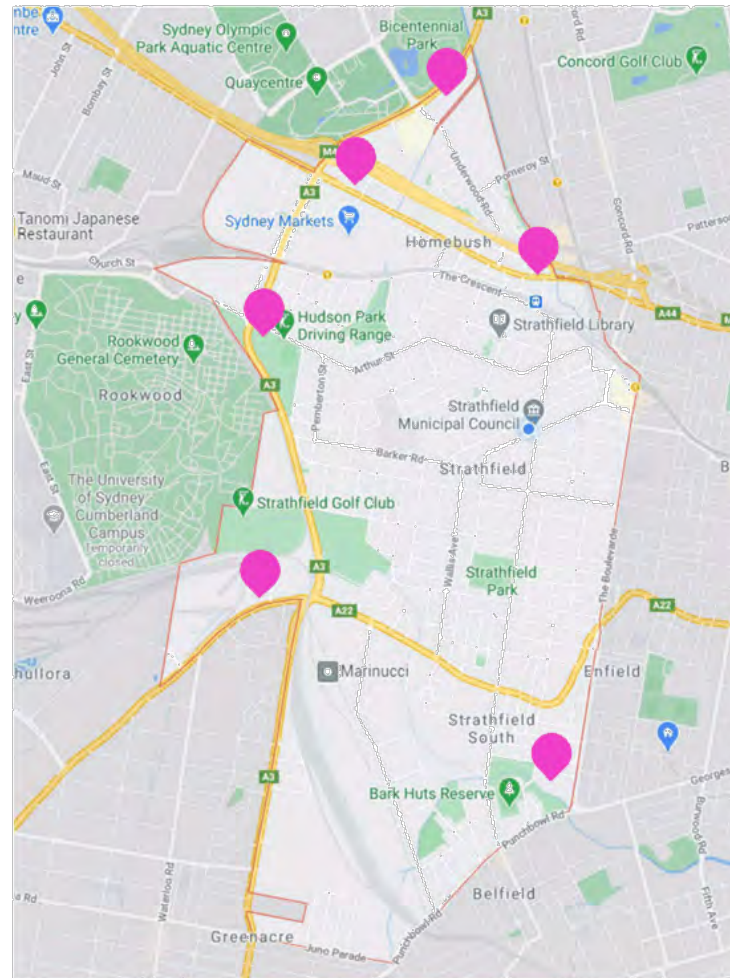 Sydney Olympic
Park Aquatic Centre
Bicentennial
Park
A3
Concord Golf Club
Quaycentre
John St
Bombay St
Underwood Rd
Pomeroy St
Concord Rd
Maud St
M4
A3
Tanomi Japanese
Restaurant
Sydney Markets
Homebush
Church St
The Crescent
A44
Hudson Park
Driving Range
Strathfield Library
Rookwood
General Cemetery
Arthur St
East St
Rookwood
A3
Pemberton St
Strathfield
Municipal Council
Barker Rd
Strathfield
East St
The University
of Sydney
Cumberland
Campus
Temporarily
closed
Strathfield Golf Club
Wallis Ave
The Boulevarde
A3
Strathfield
Park
Weeroona Rd
A22
A22
hullora
Marinucci
Enfield
Strathfield
South
A3
Bark Huts Reserve
Georges
Punchbowl Rd
Burwood Rd
Waterloo Rd
Belfield
Fifth Ave
Punchbowl Rd
Greenacre
Juno Parade